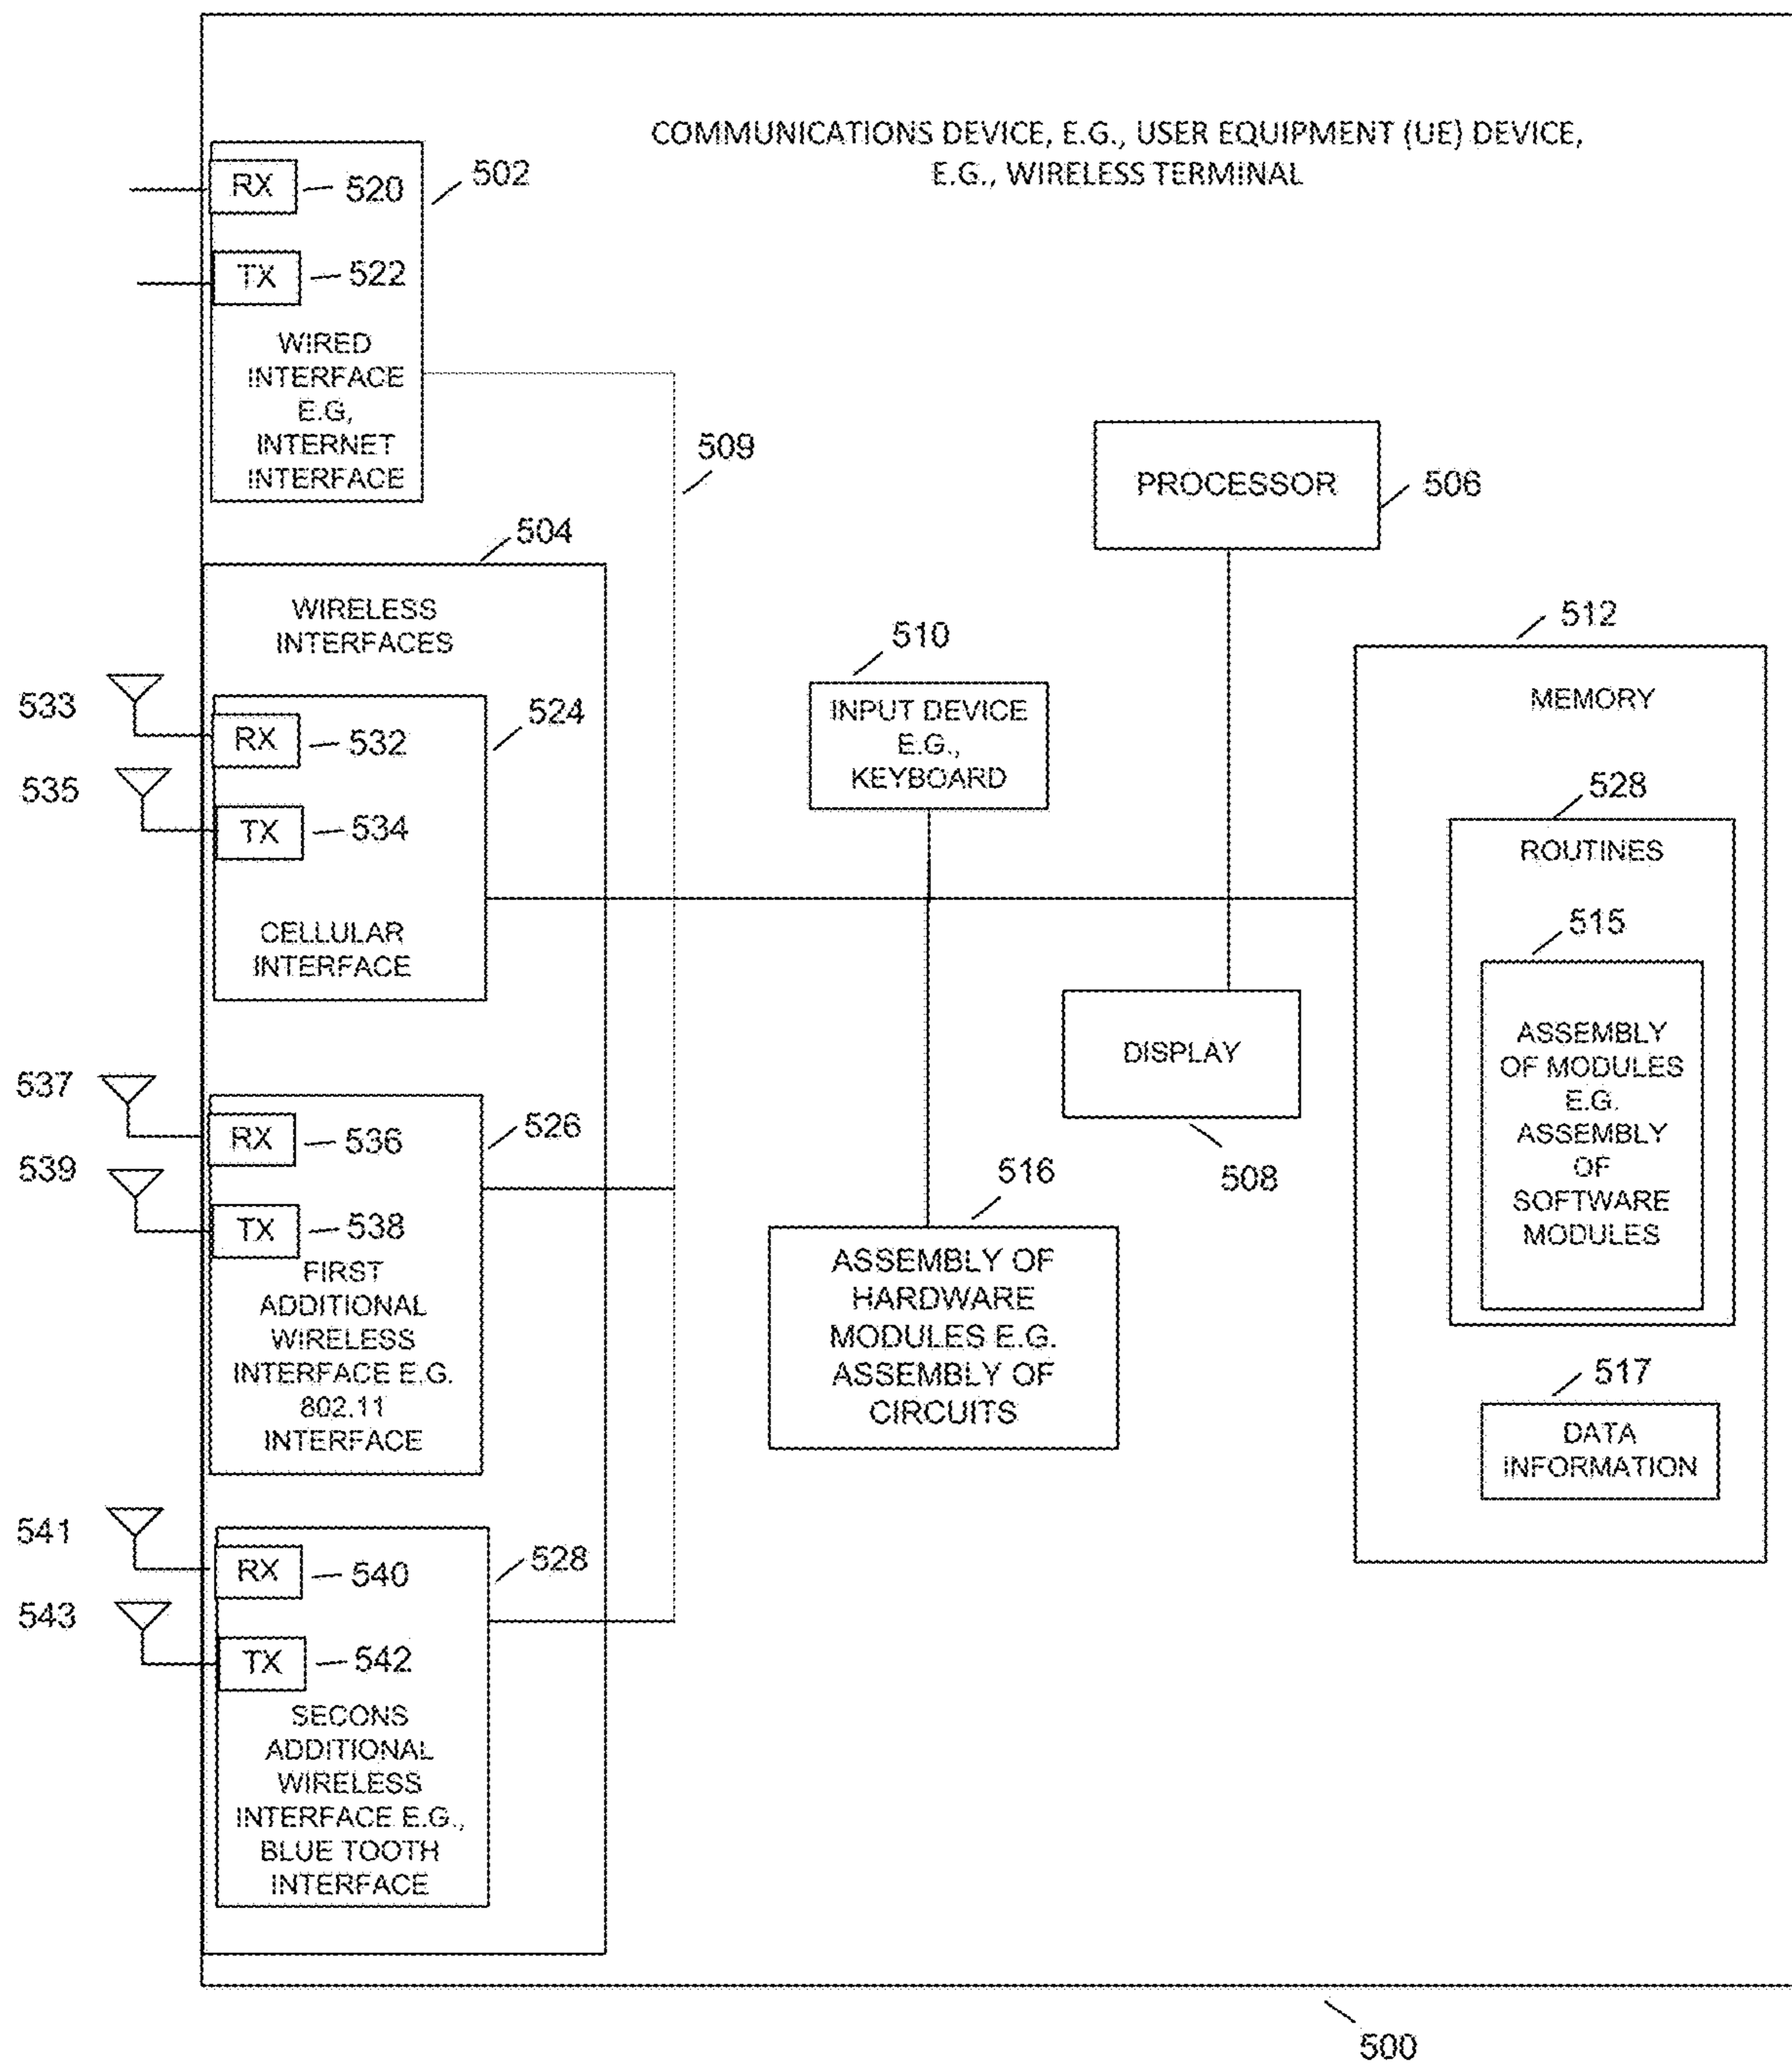 COMMUNICATIONS DEVICE, E.G., USER EQUIPMENT (UE) DEVICE,
E.G., WIRELESS TERMINAL
502
RX
520
TX
522
WIRED
INTERFACE
E.G,
INTERNET
INTERFACE
509
PROCESSOR
506
504
WIRELESS
INTERFACES
533
RX
532
524
535
TX
534
CELLULAR
INTERFACE
510
INPUT DEVICE
E.G.,
KEYBOARD
512
MEMORY
528
ROUTINES
515
ASSEMBLY
OF MODULES
E.G.
ASSEMBLY
OF
SOFTWARE
MODULES
517
DATA
INFORMATION
DISPLAY
508
516
ASSEMBLY OF
HARDWARE
MODULES E.G.
ASSEMBLY OF
CIRCUITS
537
RX
536
526
539
TX
538
FIRST
ADDITIONAL
WIRELESS
INTERFACE E.G.
802.11
INTERFACE
541
RX
540
528
543
TX
542
SECONS
ADDITIONAL
WIRELESS
INTERFACE E.G.,
BLUE TOOTH
INTERFACE
500